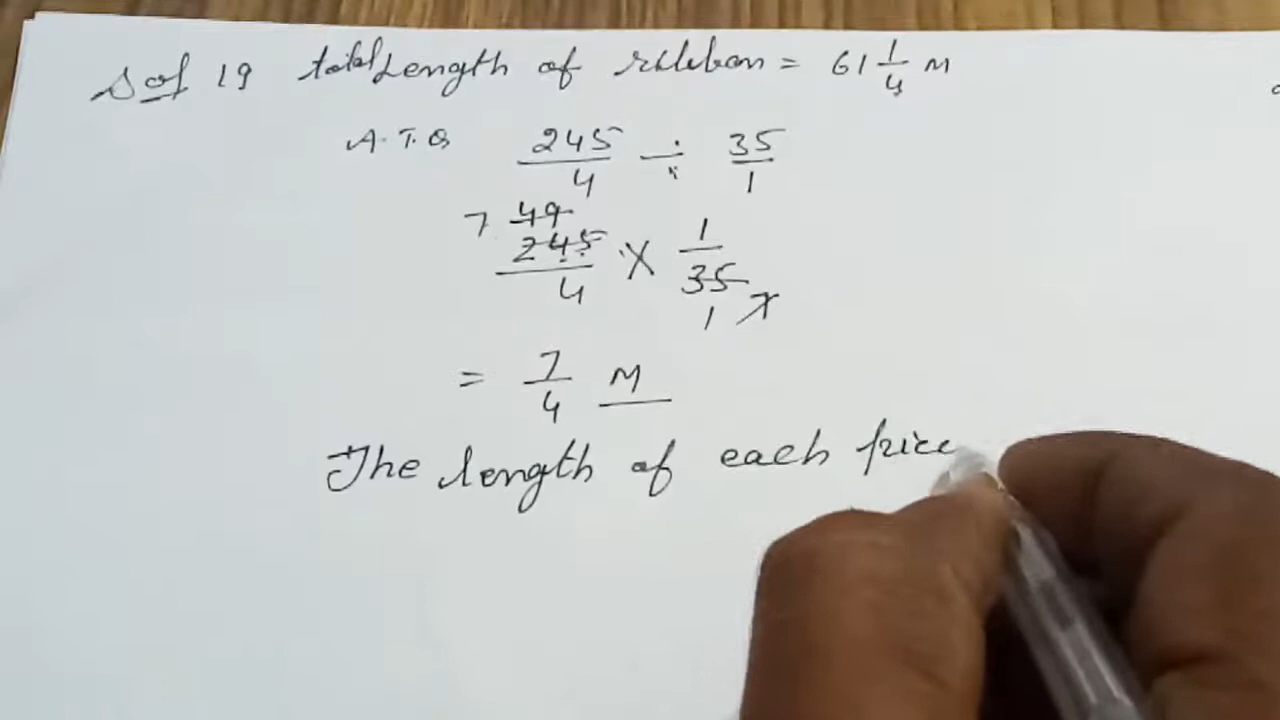 Sol 19 total Length of ribbon = 61 1/4 M
A.T.Q 245/4 ÷ 35/1
7 49
245/4 × 1/35
1 7
= 7/4 M
The length of each piece